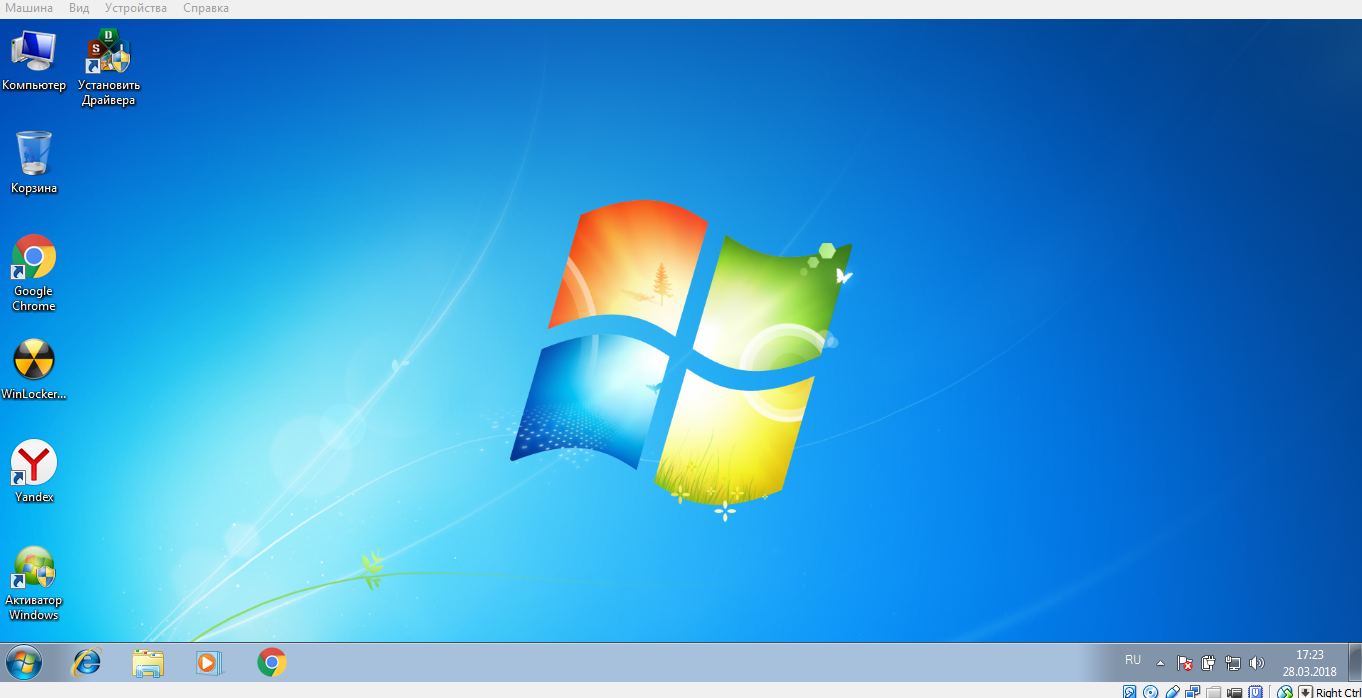 Машина Вид Устройства Справка
Компьютер
Установить
Драйвера
Корзина
Google
Chrome
WinLocker...
Yandex
Активатор
Windows
RU
17:23
28.03.2018
Right Ctrl